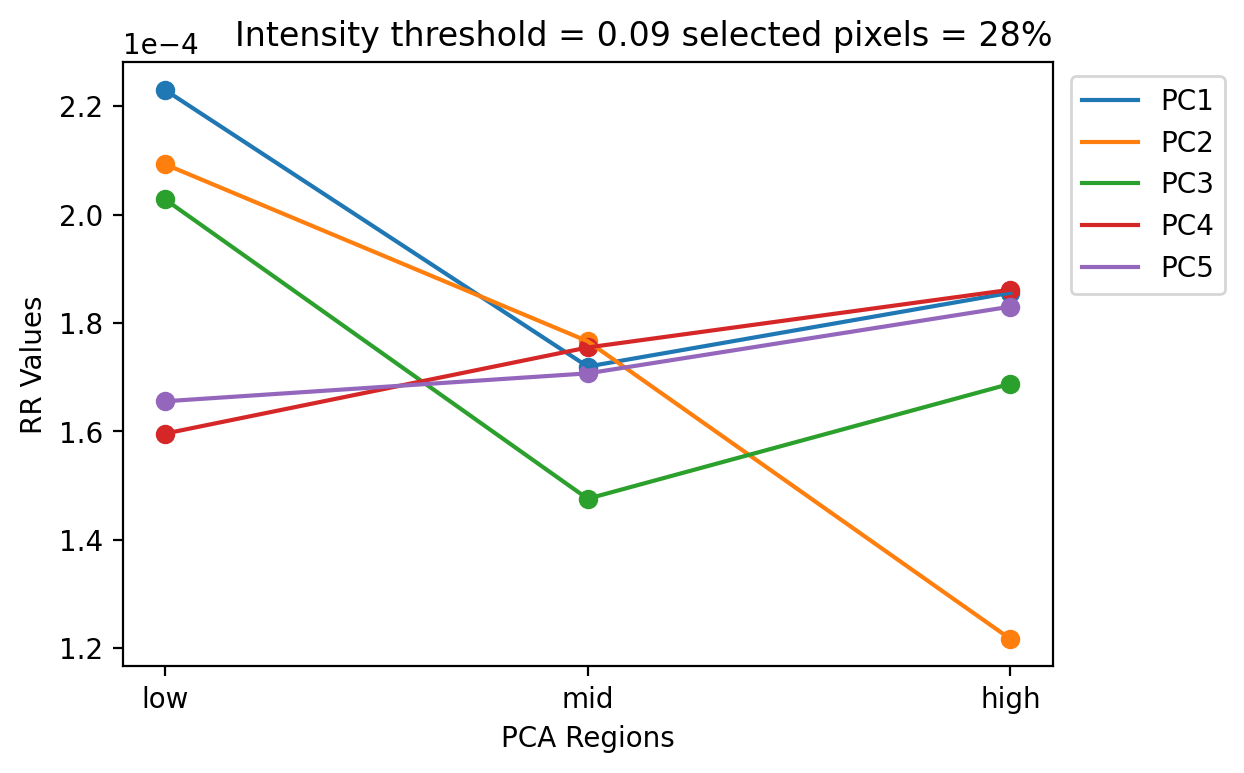 Intensity threshold = 0.09 selected pixels = 28%
1e−4
2.2
2.0
1.8
1.6
1.4
1.2
RR Values
low mid high
PCA Regions
PC1
PC2
PC3
PC4
PC5